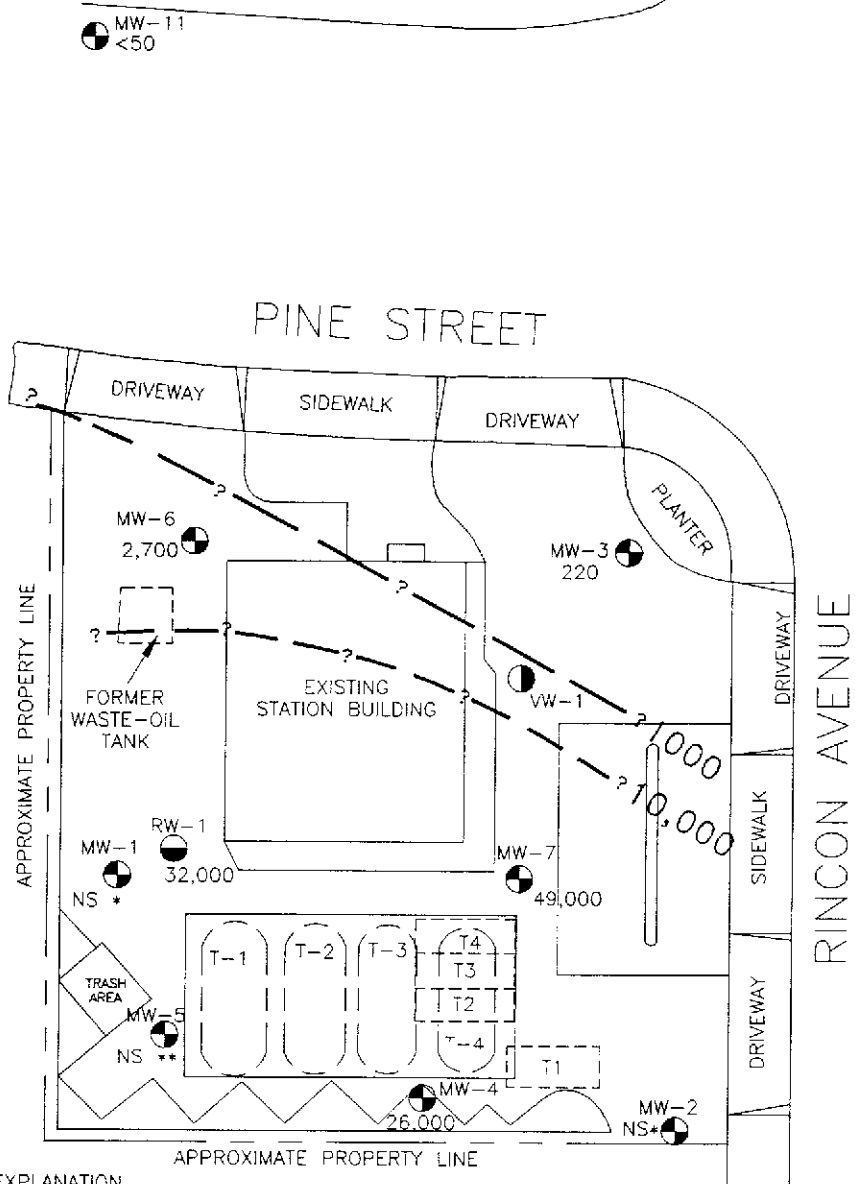 MW-11
<50
PINE STREET
DRIVEWAY
SIDEWALK
DRIVEWAY
PLANTER
?
?
?
?
MW-6
2,700
MW-3
220
APPROXIMATE PROPERTY LINE
DRIVEWAY
RINCON AVENUE
?
?
?
?
?
FORMER
WASTE-OIL
TANK
EXISTING
STATION BUILDING
VW-1
1000
10,000
SIDEWALK
RW-1
32,000
MW-1
NS *
MW-7
49,000
T-1
T-2
T-3
T4
T3
T2
T-4
T1
TRASH
AREA
MW-5
NS **
DRIVEWAY
MW-4
26,000
MW-2
NS*
APPROXIMATE PROPERTY LINE
EXPLANATION